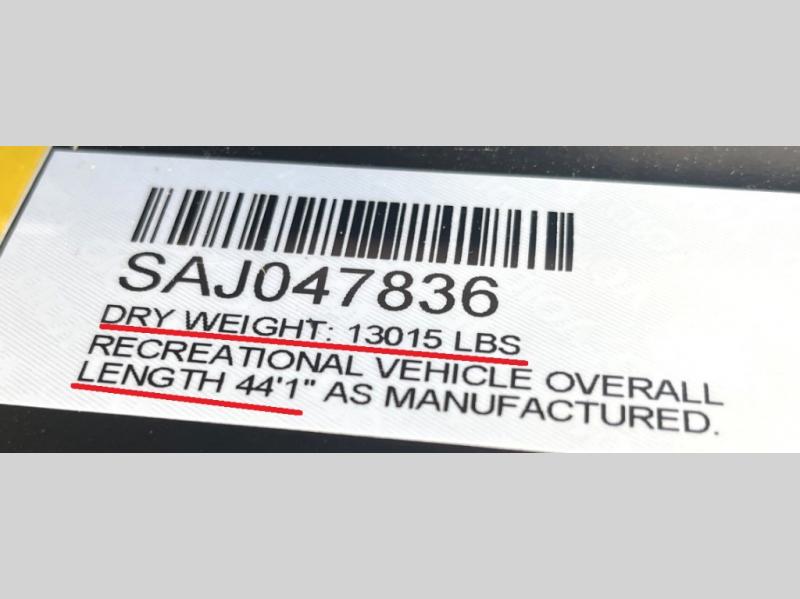 SAJ047836
DRY WEIGHT: 13015 LBS
RECREATIONAL VEHICLE OVERALL
LENGTH 44'1" AS MANUFACTURED.